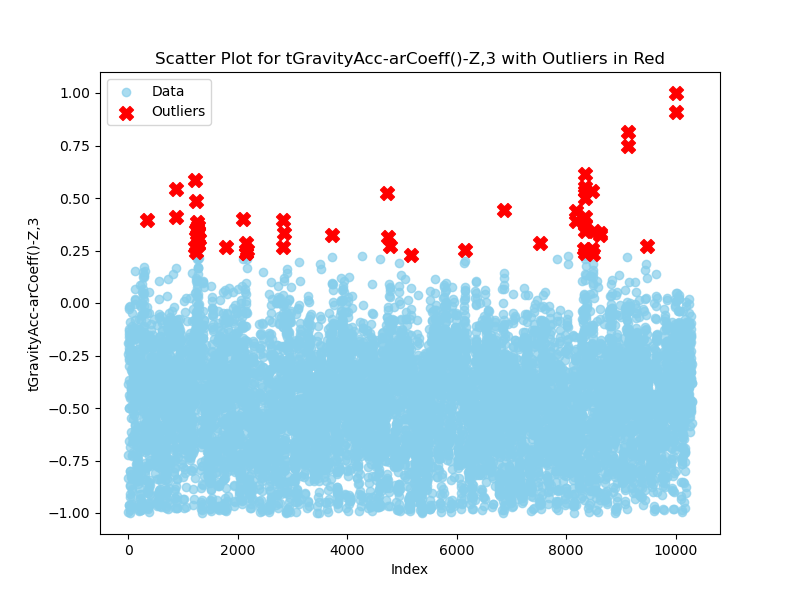 Scatter Plot for tGravityAcc-arCoeff()-Z,3 with Outliers in Red
Data
Outliers
tGravityAcc-arCoeff()-Z,3
1.00
0.75
0.50
0.25
0.00
−0.25
−0.50
−0.75
−1.00
0 2000 4000 6000 8000 10000
Index